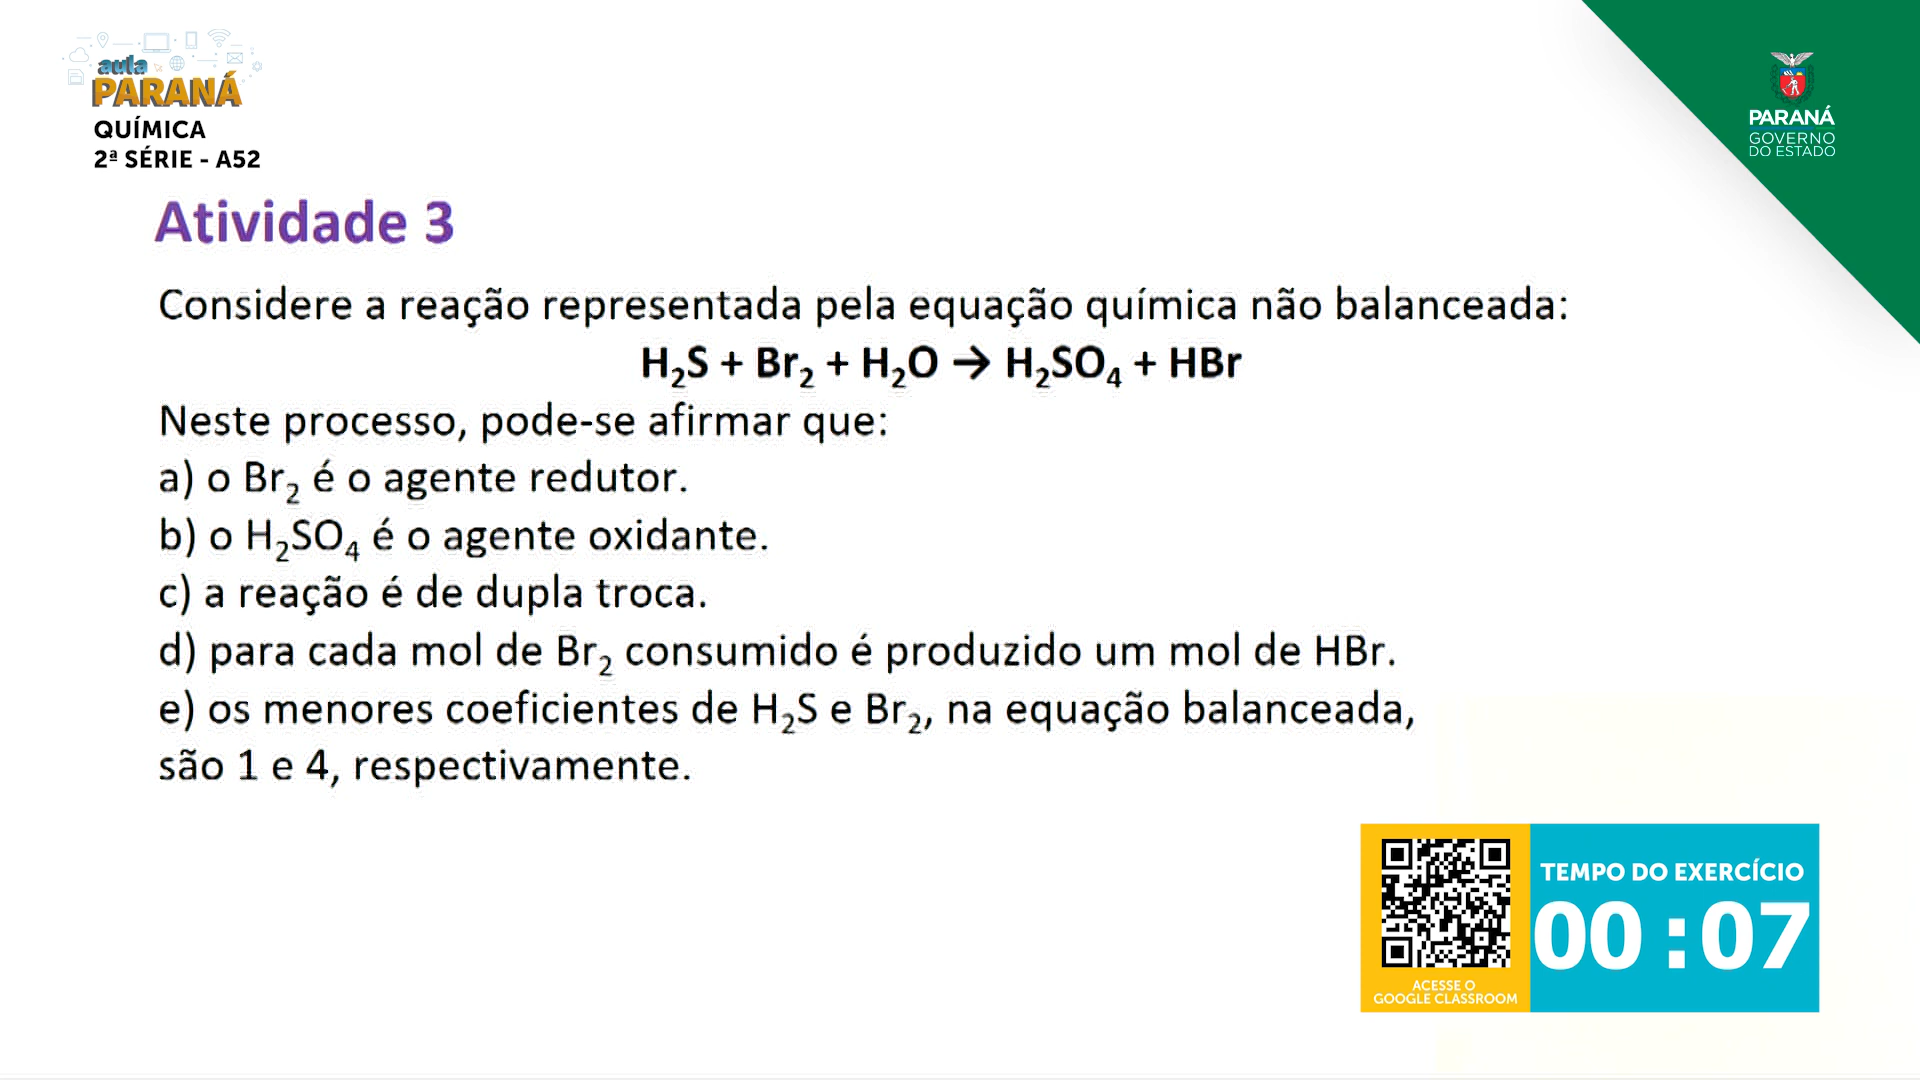 aula
PARANÁ
QUÍMICA
2ª SÉRIE - A52
PARANÁ
GOVERNO
DO ESTADO
Atividade 3
Considere a reação representada pela equação química não balanceada:
H₂S + Br₂ + H₂O → H₂SO₄ + HBr
Neste processo, pode-se afirmar que:
a) o Br₂ é o agente redutor.
b) o H₂SO₄ é o agente oxidante.
c) a reação é de dupla troca.
d) para cada mol de Br₂ consumido é produzido um mol de HBr.
e) os menores coeficientes de H₂S e Br₂, na equação balanceada,
são 1 e 4, respectivamente.
TEMPO DO EXERCÍCIO
00:07
ACESSE O
GOOGLE CLASSROOM